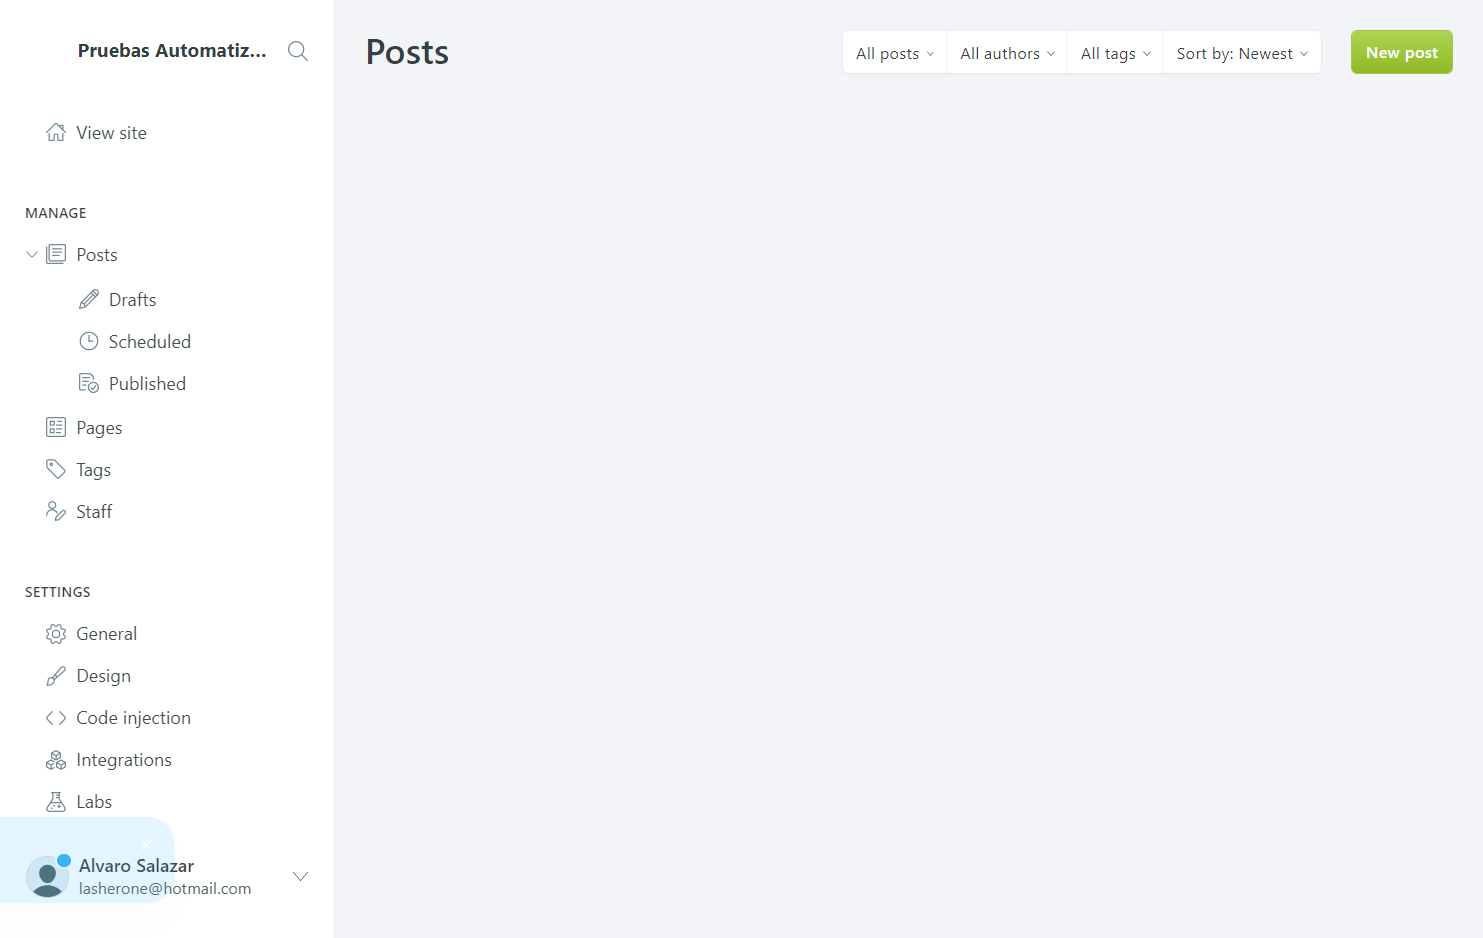 Pruebas Automatiz...
View site
MANAGE
Posts
Drafts
Scheduled
Published
Pages
Tags
Staff
SETTINGS
General
Design
Code injection
Integrations
Labs
Alvaro Salazar
lasherone@hotmail.com
Posts
All posts
All authors
All tags
Sort by: Newest
New post